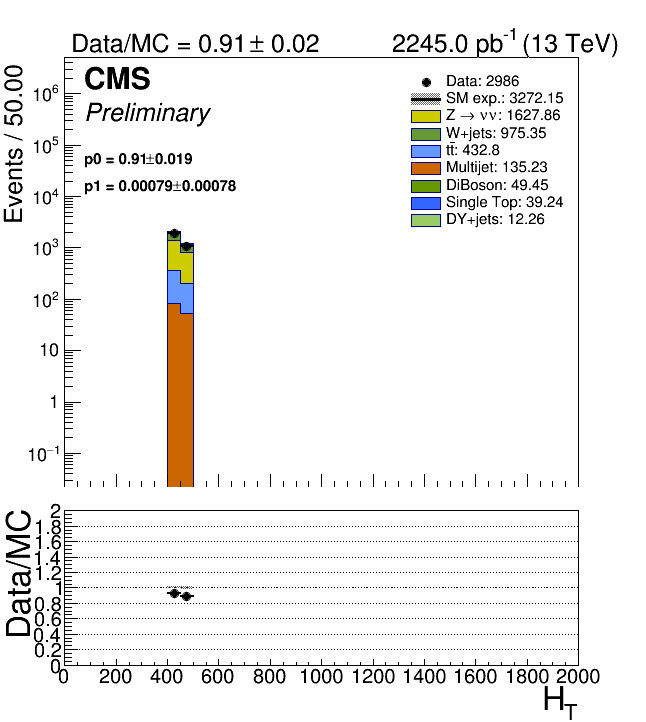 Data/MC = 0.91 ± 0.02 2245.0 pb⁻¹ (13 TeV)
CMS
Preliminary
p0 = 0.91±0.019
p1 = 0.00079±0.00078
Data: 2986
SM exp.: 3272.15
Z → νν: 1627.86
W+jets: 975.35
tt̄: 432.8
Multijet: 135.23
DiBoson: 49.45
Single Top: 39.24
DY+jets: 12.26
Events / 50.00
10⁶
10⁵
10⁴
10³
10²
10
1
10⁻¹
Data/MC
2
1.8
1.6
1.4
1.2
1
0.8
0.6
0.4
0.2
0
0 200 400 600 800 1000 1200 1400 1600 1800 2000
H_T